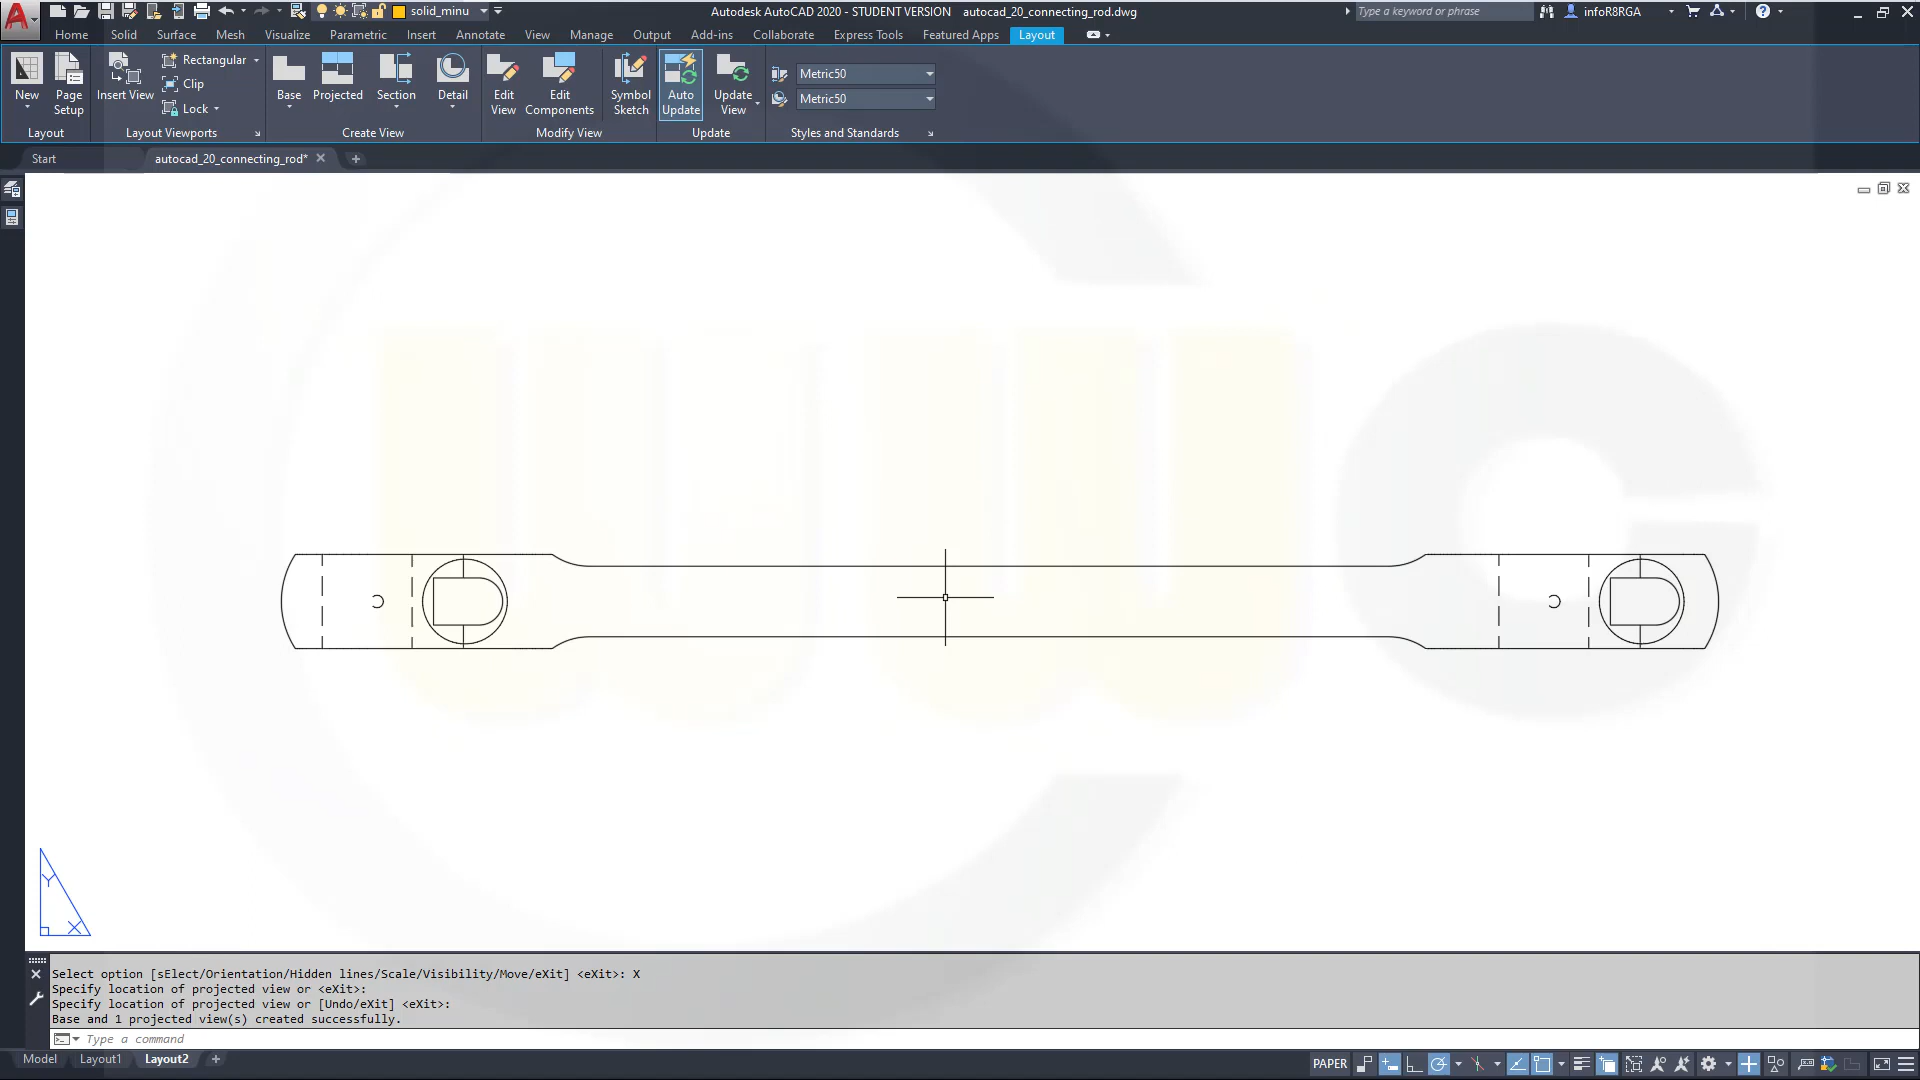 solid_minu
Autodesk AutoCAD 2020 - STUDENT VERSION autocad_20_connecting_rod.dwg
Type a keyword or phrase
infoR8RGA
Home Solid Surface Mesh Visualize Parametric Insert Annotate View Manage Output Add-ins Collaborate Express Tools Featured Apps Layout
New
Page Setup
Layout
Insert View
Rectangular
Clip
Lock
Layout Viewports
Base
Projected
Section
Detail
Create View
Edit View
Edit Components
Symbol Sketch
Modify View
Auto Update
Update View
Update
Metric50
Metric50
Styles and Standards
Start
autocad_20_connecting_rod*
Y
X
Select option [sElect/Orientation/Hidden lines/Scale/Visibility/Move/eXit] <eXit>: X
Specify location of projected view or <eXit>:
Specify location of projected view or [Undo/eXit] <eXit>:
Base and 1 projected view(s) created successfully.
Type a command
Model Layout1 Layout2
PAPER